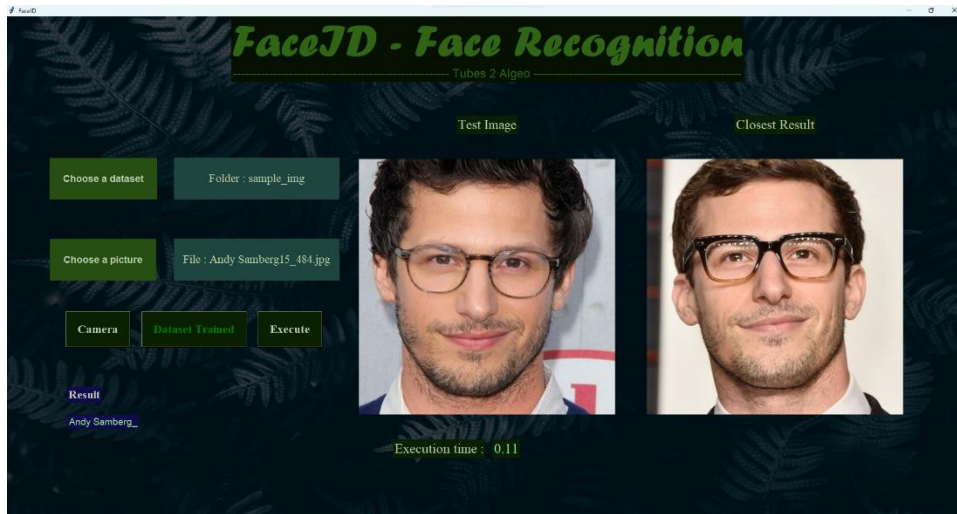 FaceID
FaceID - Face Recognition
Tubes 2 Algeo
Test Image
Closest Result
Choose a dataset
Folder : sample_img
Choose a picture
File : Andy Samberg15_484.jpg
Camera
Dataset Trained
Execute
Result
Andy Samberg_
Execution time : 0.11